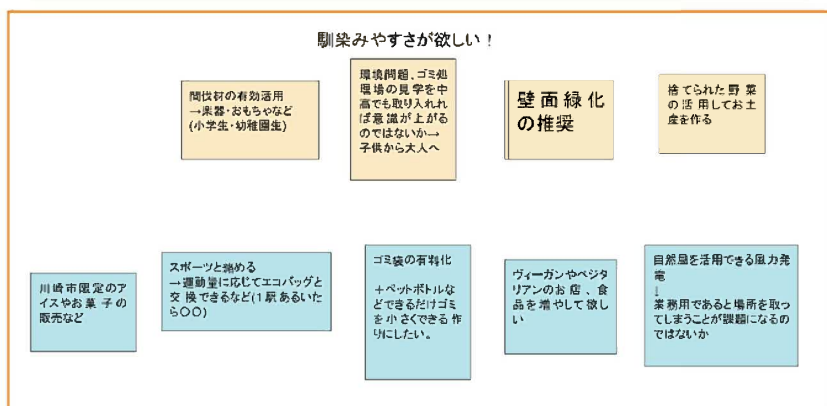 馴染みやすさが欲しい！
間伐材の有効活用
→楽器・おもちゃなど
(小学生・幼稚園生)
環境問題、ゴミ処
理場の見学を中
高でも取り入れれ
ば意識が上がる
のではないか→
子供から大人へ
壁面緑化
の推奨
捨てられた野菜
の活用してお土
産を作る
川崎市限定のア
イスやお菓子の
販売など
スポーツと絡める
→運動量に応じてエコバッグと
交換できるなど(１駅あるいた
ら〇〇)
ゴミ袋の有料化
＋ペットボトルな
どできるだけゴミ
を小さくできる作
りにしたい。
ヴィーガンやベジタ
リアンのお店、食
品を増やして欲し
い
自然風を活用できる風力発
電
↓
業務用であると場所を取っ
てしまうことが課題になるの
ではないか